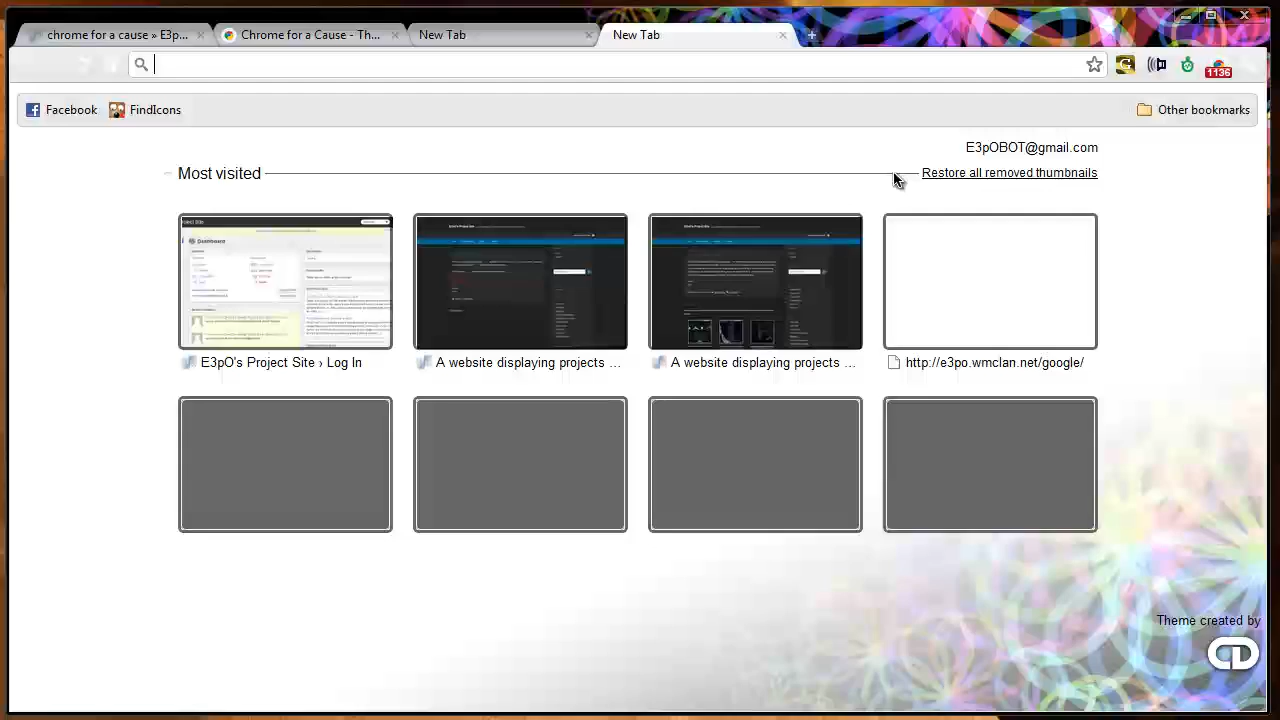 chrome for a cause » E3p...
Chrome for a Cause - Th...
New Tab
New Tab
1136
Facebook
FindIcons
Other bookmarks
E3pOBOT@gmail.com
Most visited
Restore all removed thumbnails
E3pO's Project Site › Log In
A website displaying projects ...
A website displaying projects ...
http://e3po.wmclan.net/google/
Theme created by